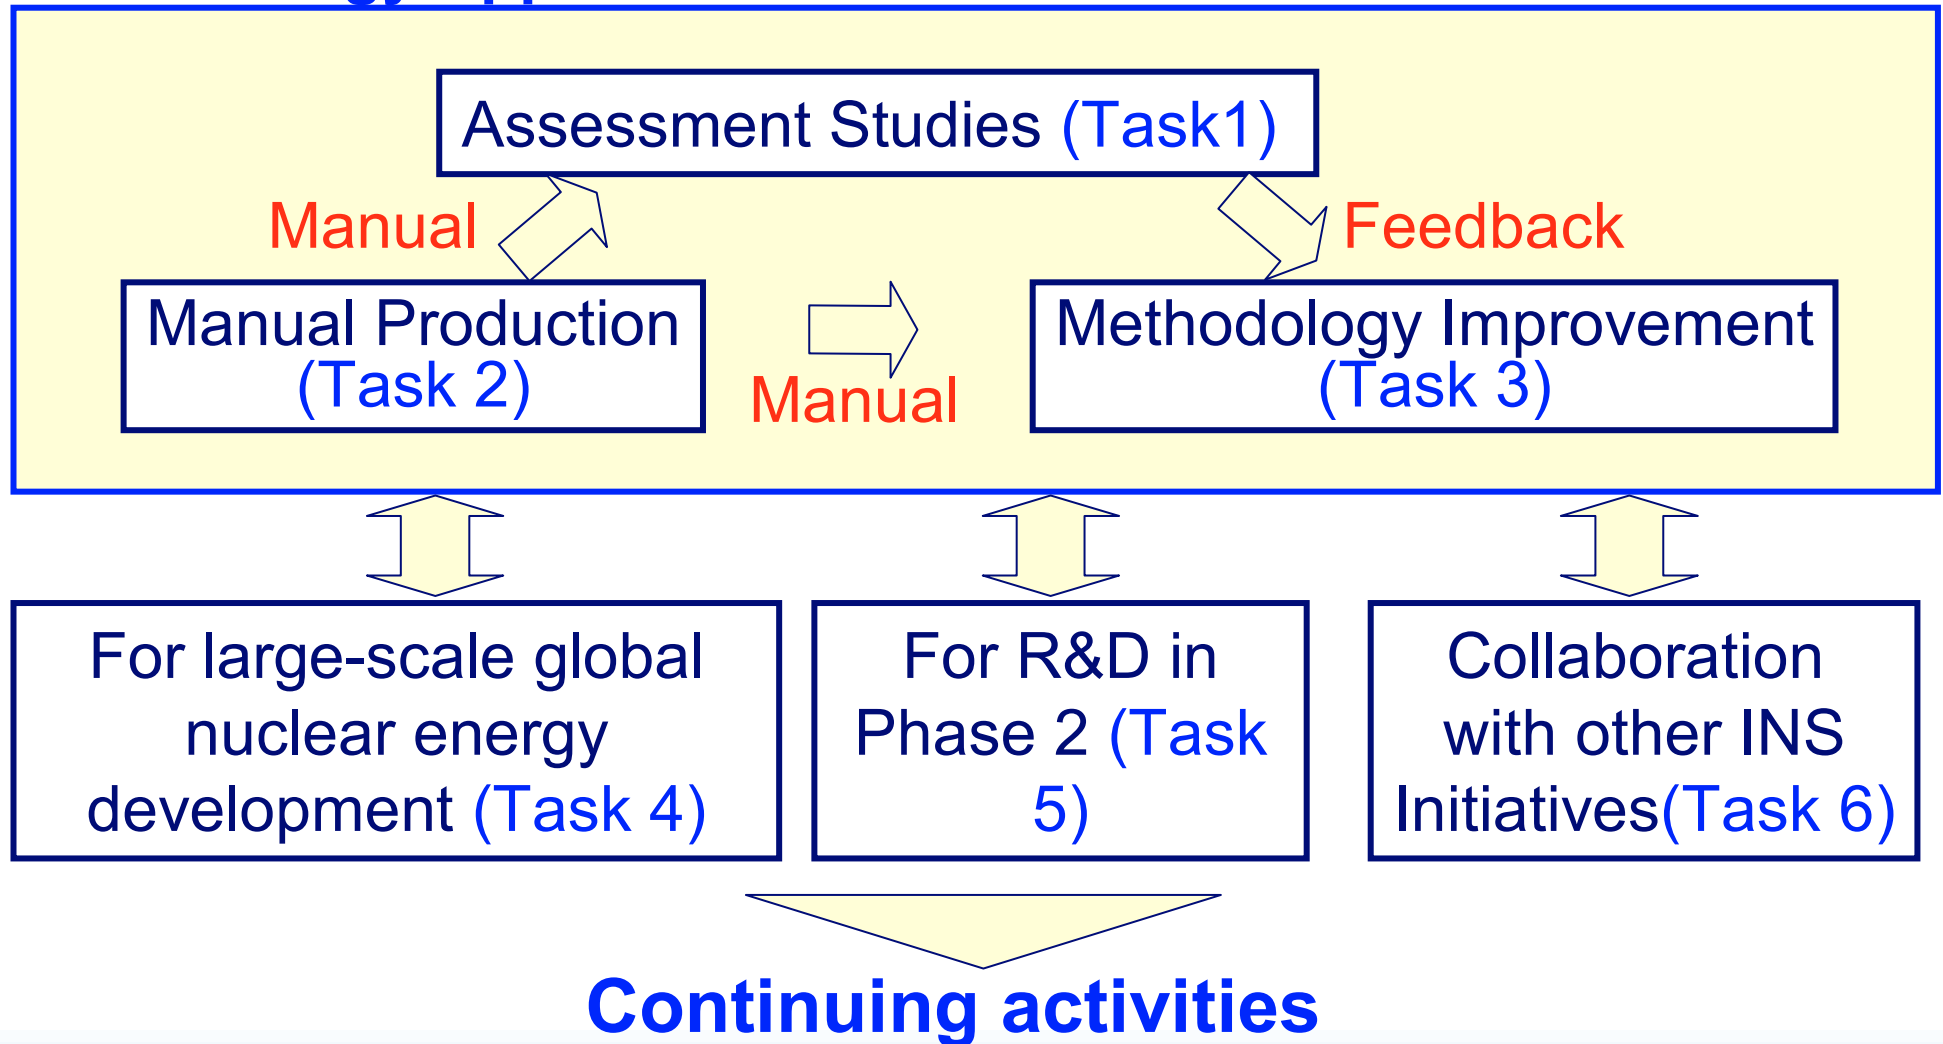 Assessment Studies (Task1)
Manual
Feedback
Manual Production
(Task 2)
Manual
Methodology Improvement
(Task 3)
For large-scale global
nuclear energy
development (Task 4)
For R&D in
Phase 2 (Task
5)
Collaboration
with other INS
Initiatives(Task 6)
Continuing activities